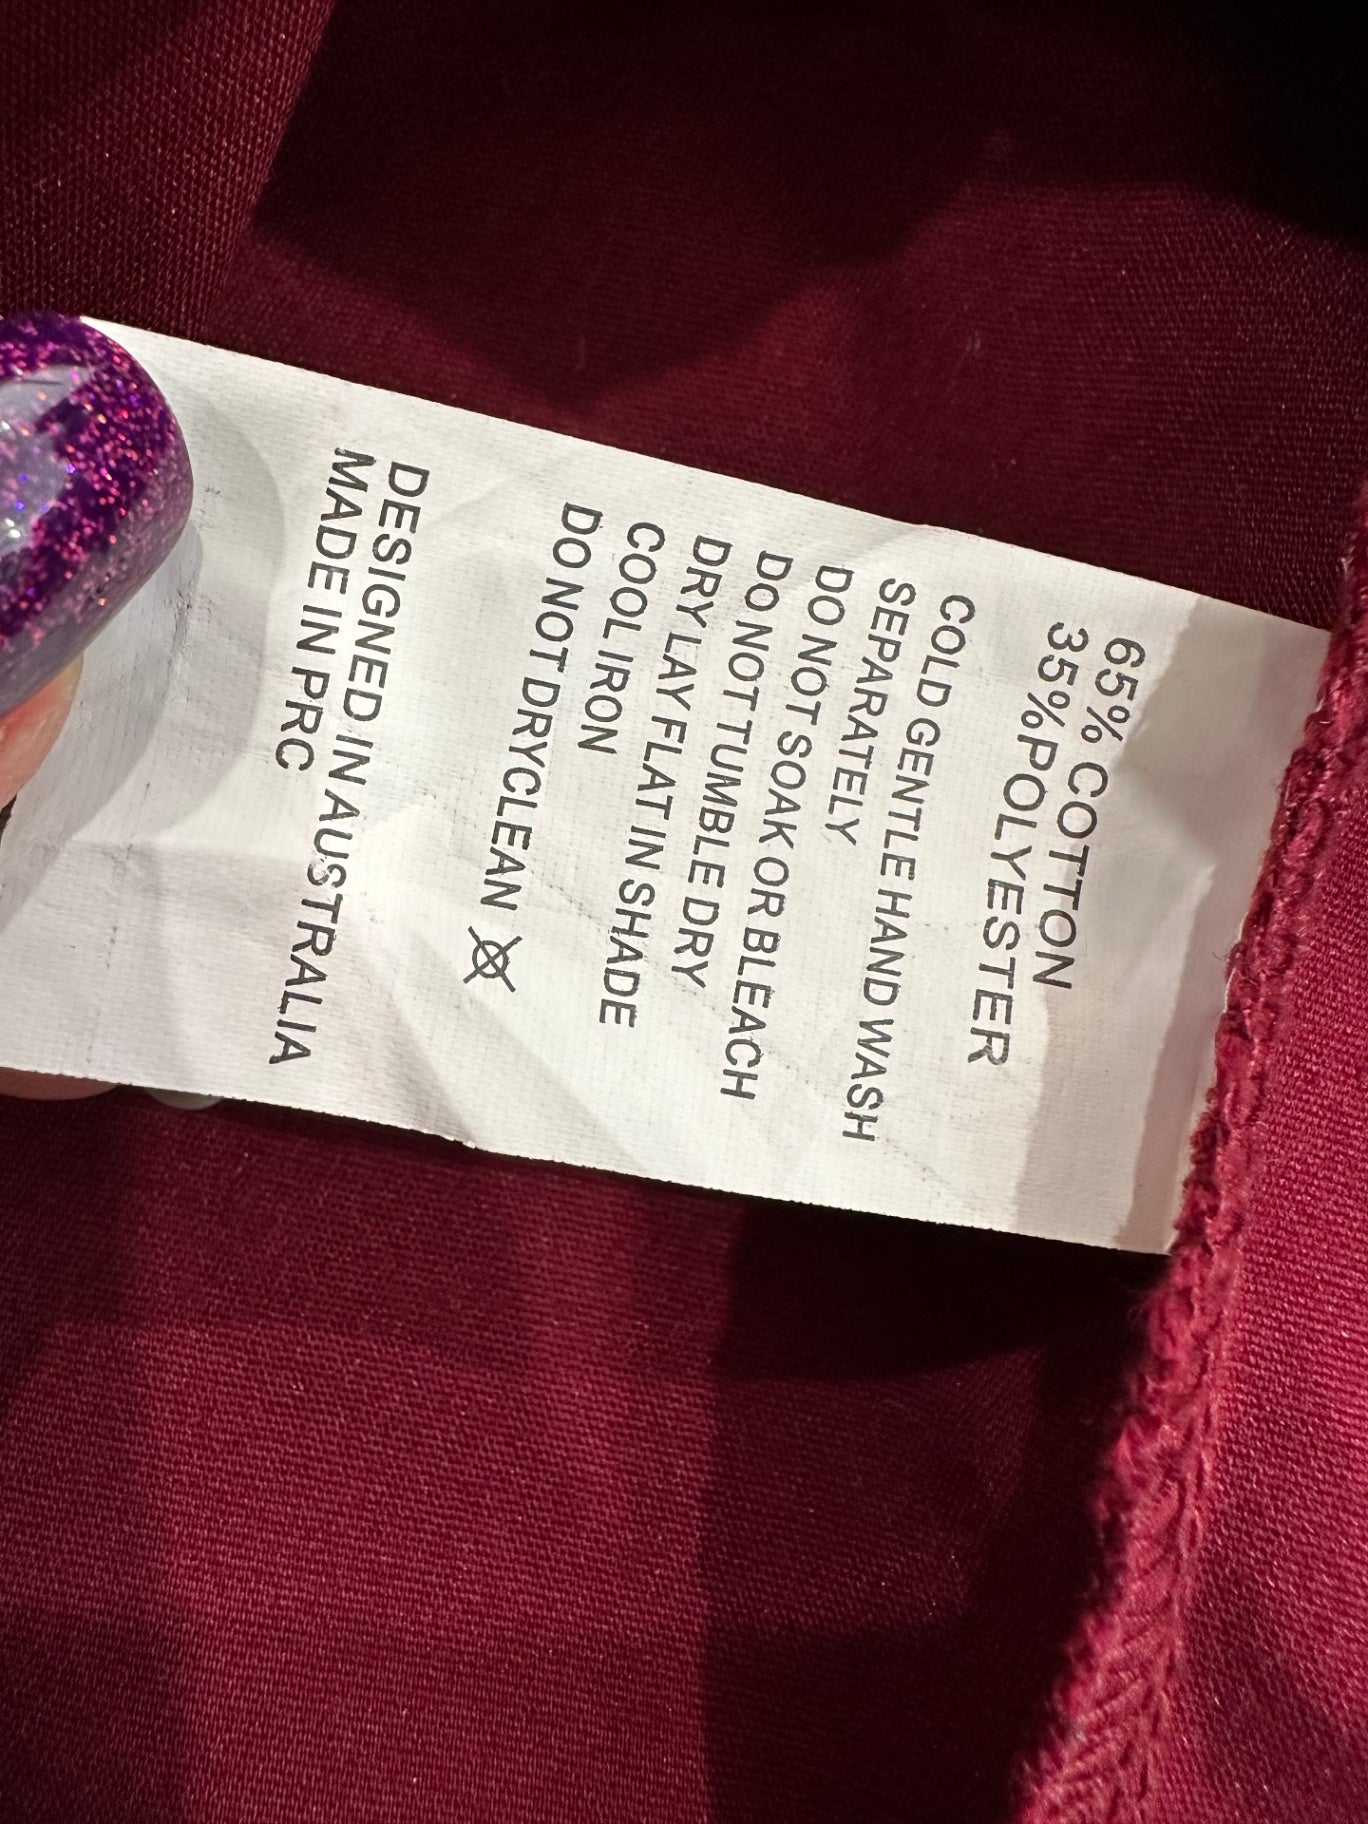 65% COTTON
35% POLYESTER
COLD GENTLE HAND WASH
SEPARATELY
DO NOT SOAK OR BLEACH
DO NOT TUMBLE DRY
DRY LAY FLAT IN SHADE
COOL IRON
DO NOT DRYCLEAN
DESIGNED IN AUSTRALIA
MADE IN PRC